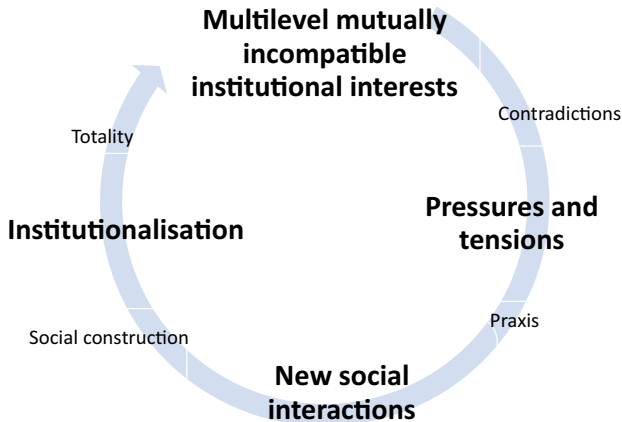 Multilevel mutually
incompatible
institutional interests
Contradictions
Totality
Pressures and
tensions
Institutionalisation
Praxis
Social construction
New social
interactions